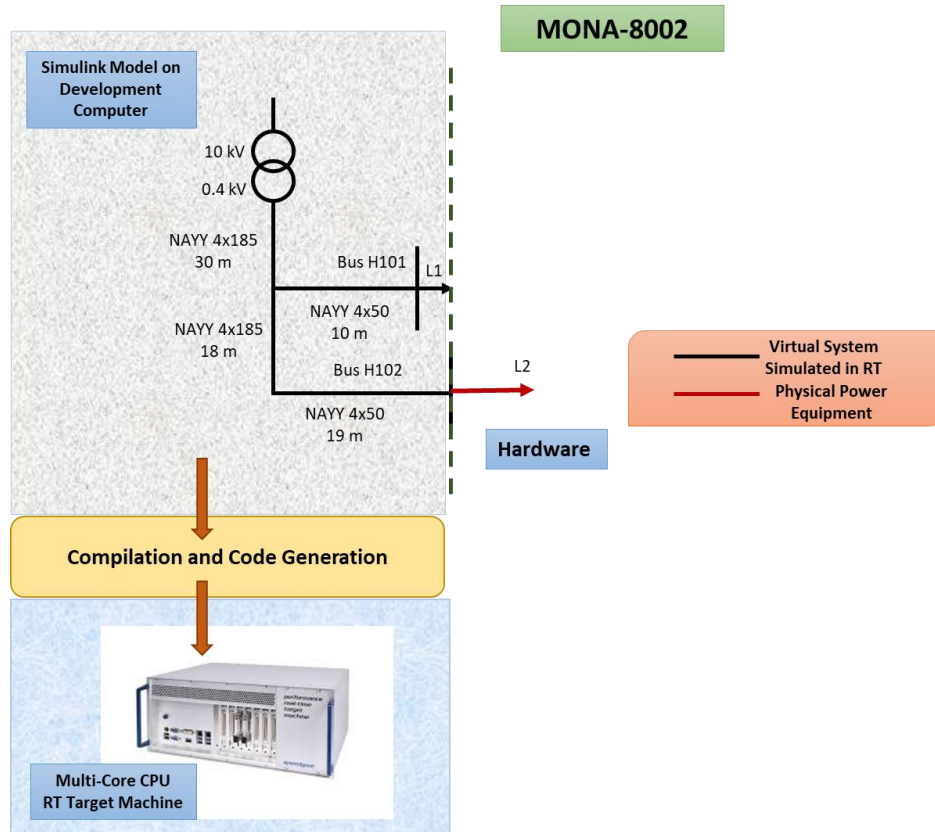 MONA-8002
Simulink Model on
Development
Computer
10 kV
0.4 kV
NAYY 4x185
30 m
Bus H101
L1
NAYY 4x50
10 m
NAYY 4x185
18 m
Bus H102
L2
NAYY 4x50
19 m
Virtual System
Simulated in RT
Physical Power
Equipment
Hardware
Compilation and Code Generation
performance
real-time
target
machine
speedgoat
Multi-Core CPU
RT Target Machine